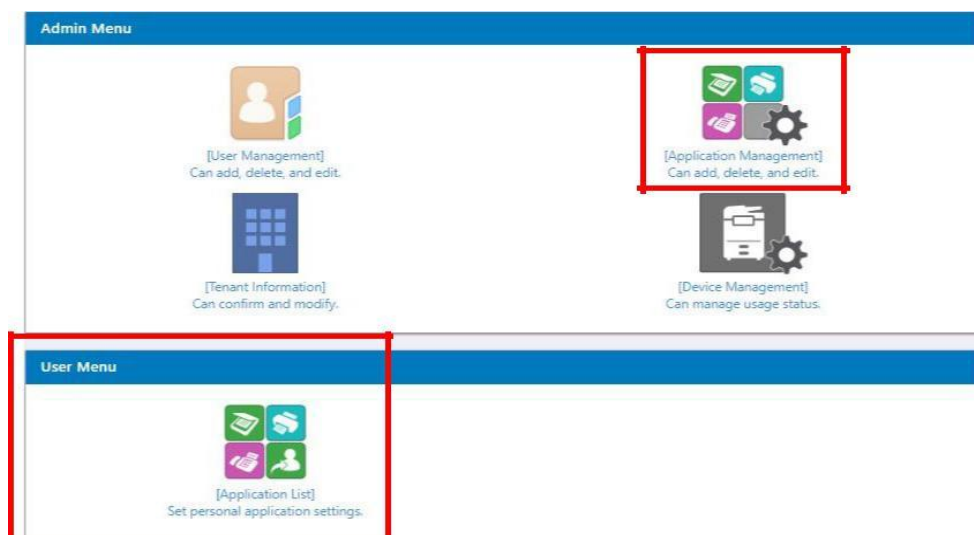 Admin Menu
[User Management]
Can add, delete, and edit.
[Application Management]
Can add, delete, and edit.
[Tenant Information]
Can confirm and modify.
[Device Management]
Can manage usage status.
User Menu
[Application List]
Set personal application settings.